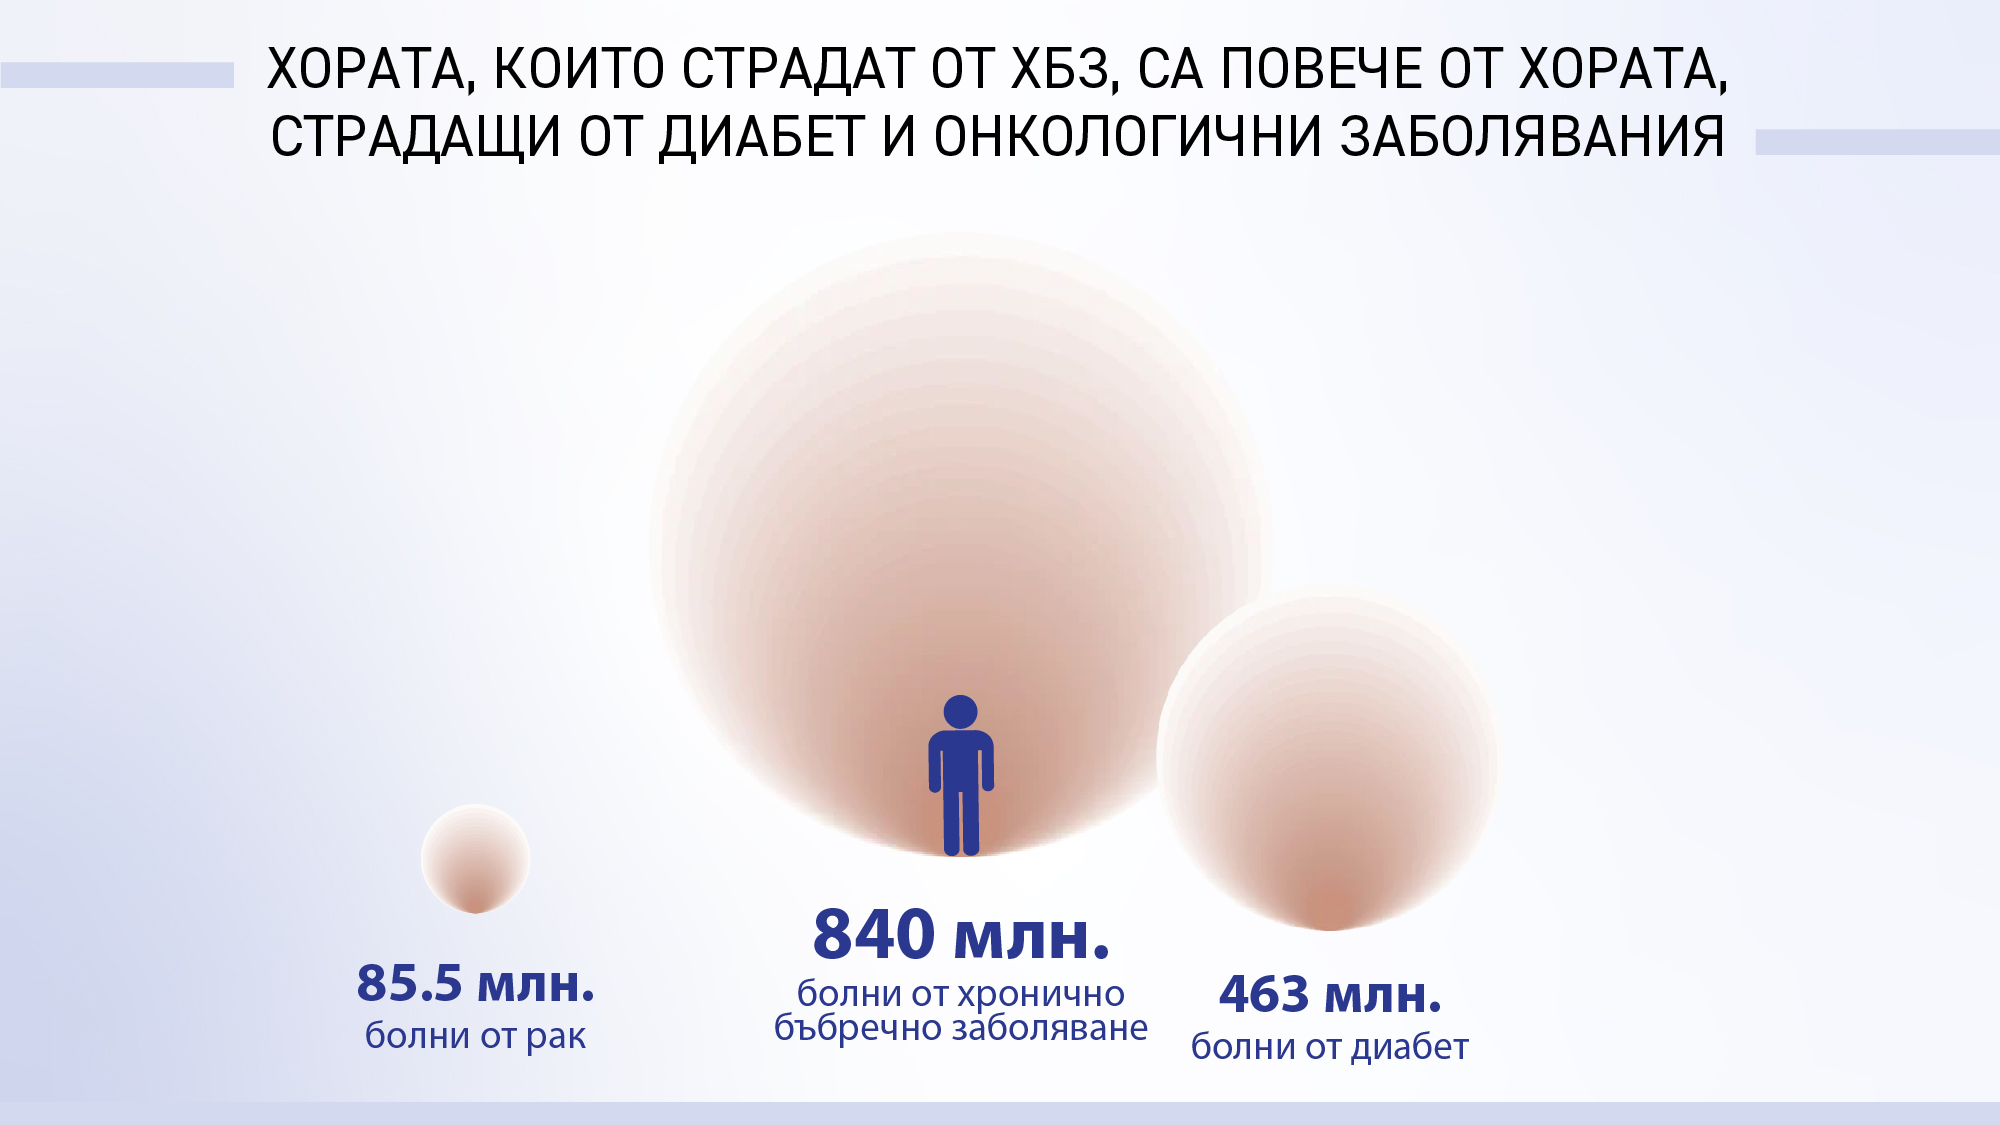 ХОРАТА, КОИТО СТРАДАТ ОТ ХБЗ, СА ПОВЕЧЕ ОТ ХОРАТА,
СТРАДАЩИ ОТ ДИАБЕТ И ОНКОЛОГИЧНИ ЗАБОЛЯВАНИЯ
85.5 млн.
болни от рак
840 млн.
болни от хронично
бъбречно заболяване
463 млн.
болни от диабет